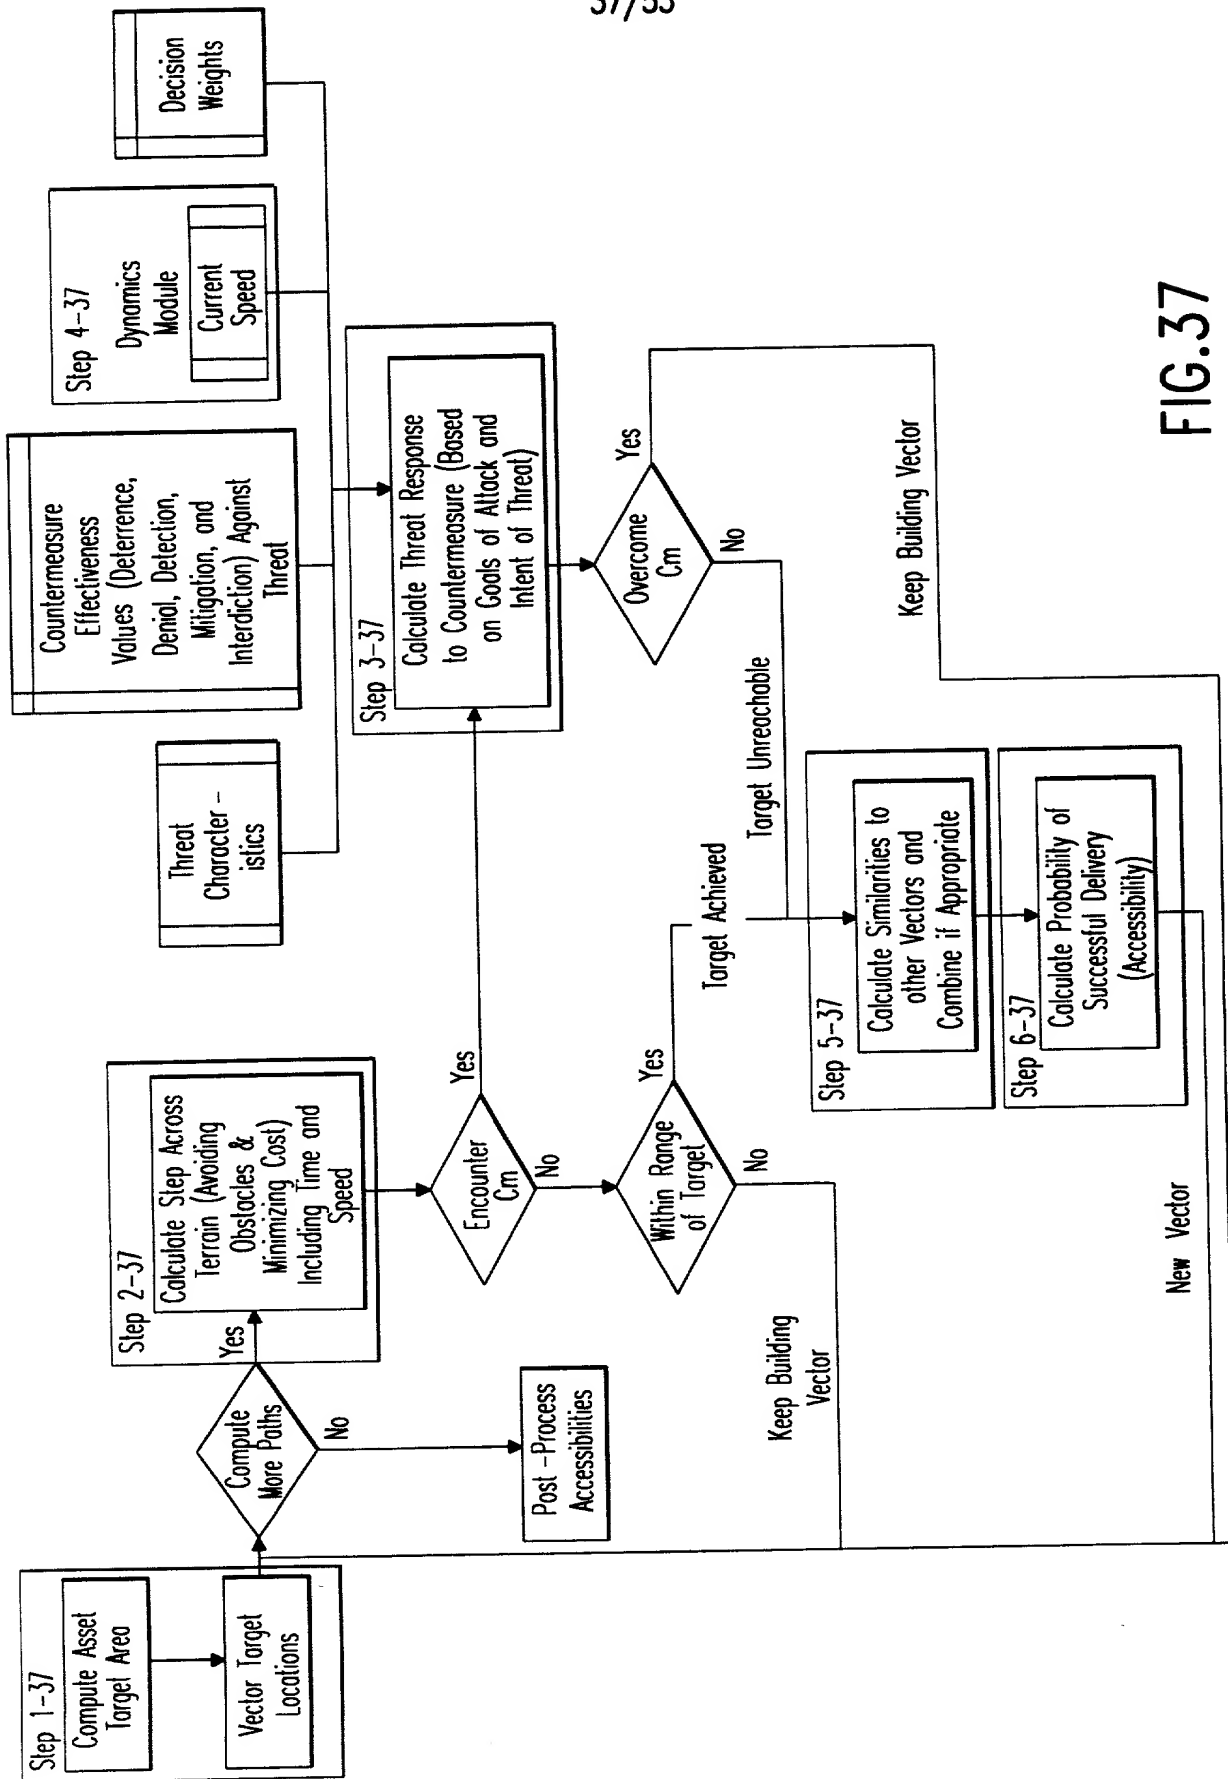 37/55
Step 1-37
Compute Asset
Target Area
Vector Target
Locations
Compute
More Paths
Yes
No
Post-Process
Accessibilities
Step 2-37
Calculate Step Across
Terrain (Avoiding
Obstacles &
Minimizing Cost)
Including Time and
Speed
Encounter
Cm
Yes
No
Within Range
of Target
Yes
No
Keep Building
Vector
Target Achieved
Threat
Character-
istics
Countermeasure
Effectiveness
Values (Deterrence,
Denial, Detection,
Mitigation, and
Interdiction) Against
Threat
Step 4-37
Dynamics
Module
Current
Speed
Decision
Weights
Step 3-37
Calculate Threat Response
to Countermeasure (Based
on Goals of Attack and
Intent of Threat)
Overcome
Cm
Yes
No
Target Unreachable
Keep Building Vector
Step 5-37
Calculate Similarities to
other Vectors and
Combine if Appropriate
Step 6-37
Calculate Probability of
Successful Delivery
(Accessibility)
New Vector
FIG.37